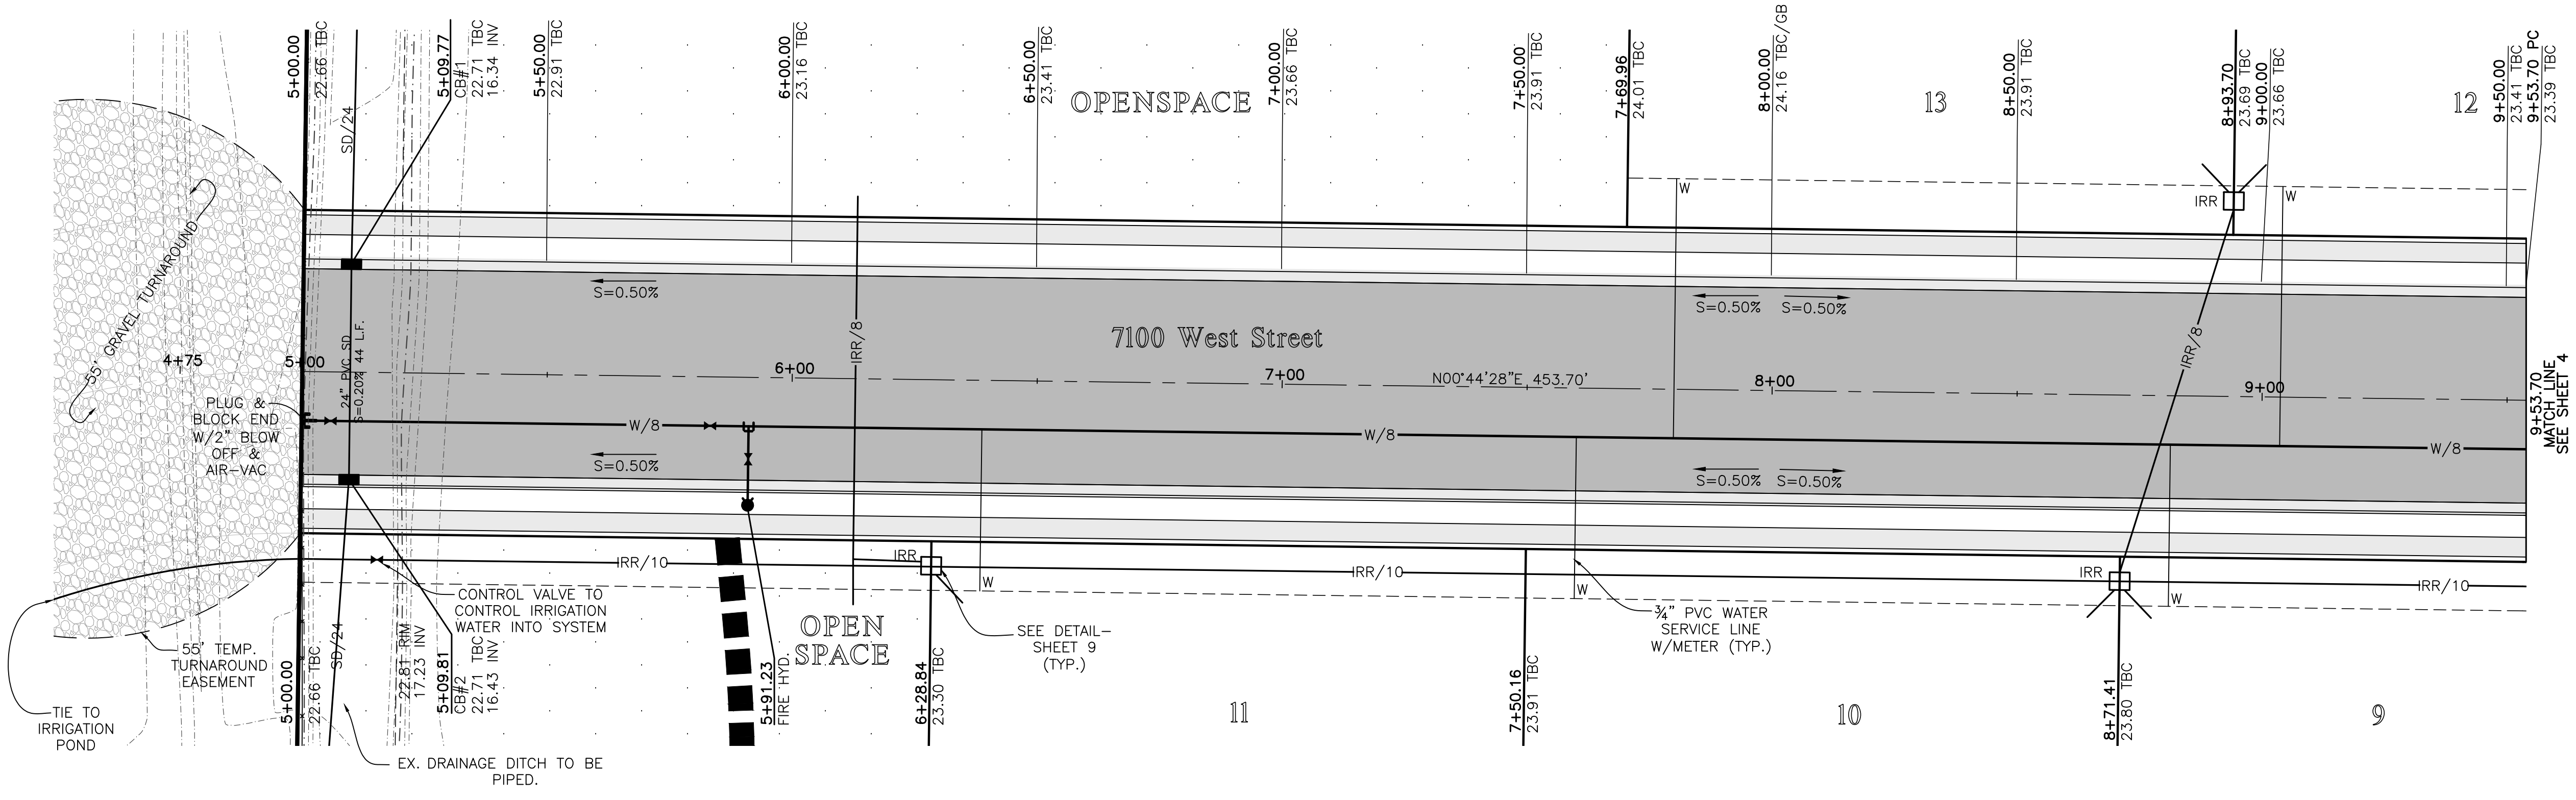 5+00.00
22.66 TBC
SD/24
5+09.77
CB#1
22.71 TBC
16.34 INV
5+50.00
22.91 TBC
6+00.00
23.16 TBC
6+50.00
23.41 TBC
OPENSPACE
7+00.00
23.66 TBC
7+50.00
23.91 TBC
7+69.96
24.01 TBC
8+00.00
24.16 TBC/GB
13
8+50.00
23.91 TBC
8+93.70
23.69 TBC
9+00.00
23.66 TBC
12
9+50.00
23.41 TBC
9+53.70 PC
23.39 TBC
W
IRR
W
55' GRAVEL TURNAROUND
S=0.50%
S=0.50%
S=0.50%
7100 West Street
IRR/8
IRR/8
24" PVC SD
S=0.20% 44 L.F.
4+75
5+00
6+00
7+00
N00°44'28"E 453.70'
8+00
9+00
9+53.70
MATCH LINE
SEE SHEET 4
PLUG &
BLOCK END
W/2" BLOW
OFF &
AIR-VAC
W/8
W/8
W/8
S=0.50%
S=0.50%
S=0.50%
IRR/10
IRR
IRR/10
IRR
IRR/10
W
W
W
CONTROL VALVE TO
CONTROL IRRIGATION
WATER INTO SYSTEM
OPEN
SPACE
SEE DETAIL-
SHEET 9
(TYP.)
¾" PVC WATER
SERVICE LINE
W/METER (TYP.)
55' TEMP.
TURNAROUND
EASEMENT
5+00.00
22.66 TBC
SD/24
22.81 RIM
17.23 INV
5+09.81
CB#2
22.71 TBC
16.43 INV
5+91.23
FIRE HYD.
6+28.84
23.30 TBC
11
7+50.16
23.91 TBC
10
8+71.41
23.80 TBC
9
TIE TO
IRRIGATION
POND
EX. DRAINAGE DITCH TO BE
PIPED.